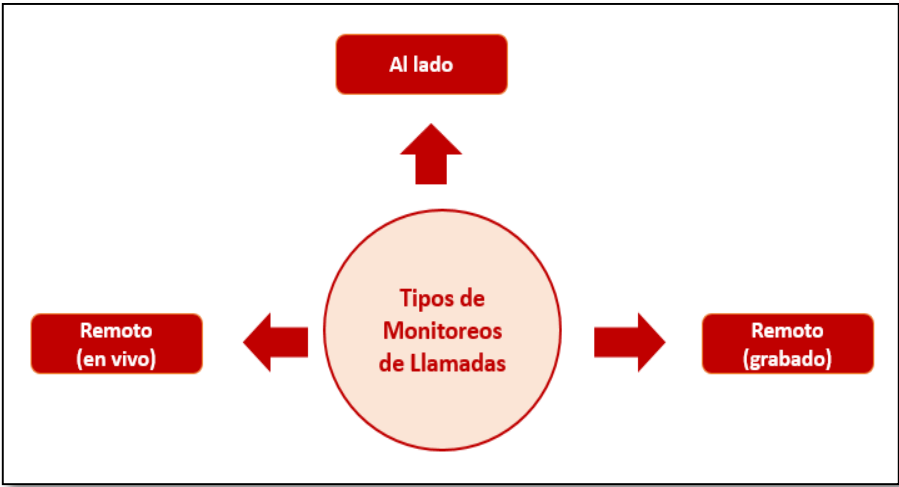 Al lado
Tipos de
Monitoreos
de Llamadas
Remoto
(en vivo)
Remoto
(grabado)